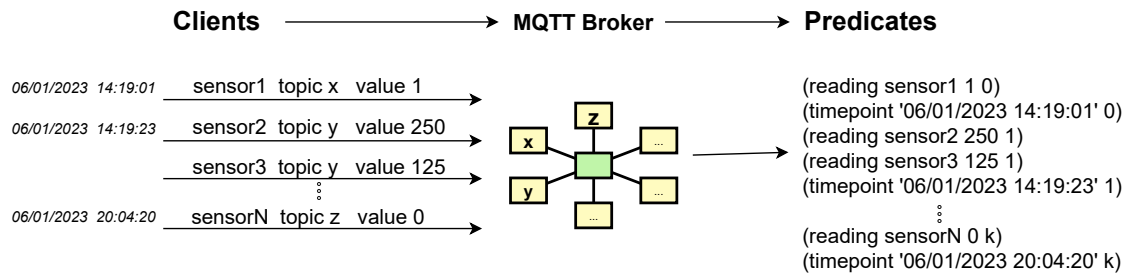 Clients MQTT Broker Predicates
06/01/2023 14:19:01 sensor1 topic x value 1
06/01/2023 14:19:23 sensor2 topic y value 250
sensor3 topic y value 125
06/01/2023 20:04:20 sensorN topic z value 0
z
x ...
y ...
...
(reading sensor1 1 0)
(timepoint '06/01/2023 14:19:01' 0)
(reading sensor2 250 1)
(reading sensor3 125 1)
(timepoint '06/01/2023 14:19:23' 1)
(reading sensorN 0 k)
(timepoint '06/01/2023 20:04:20' k)